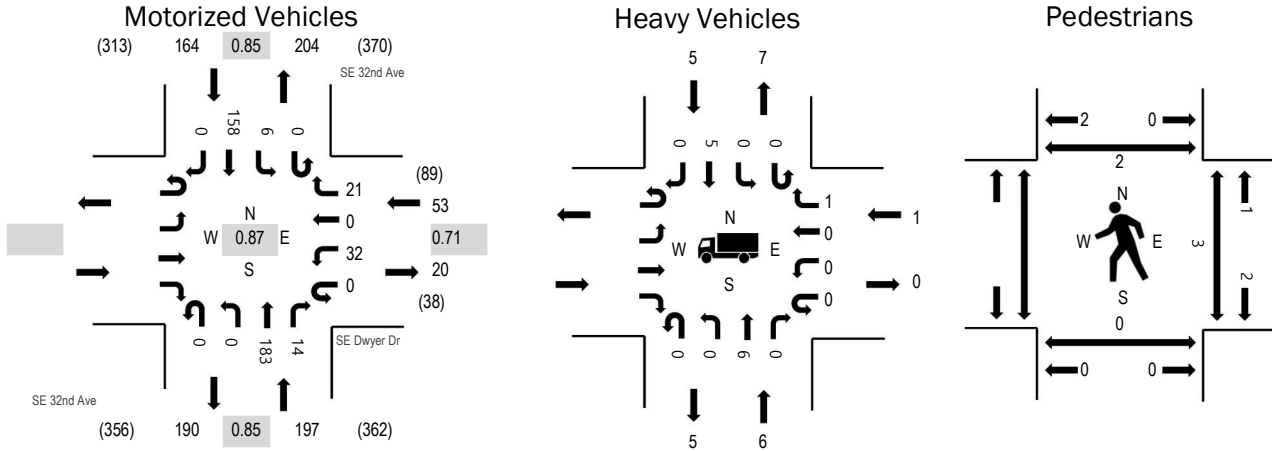 Motorized Vehicles
(313) 164 0.85 204 (370)
SE 32nd Ave
0 158 6 0
21
(89)
53
0
N
W 0.87 E
0.71
S
32
20
0
(38)
0 0 183 14
SE Dwyer Dr
SE 32nd Ave
(356) 190 0.85 197 (362)
Heavy Vehicles
5 7
0 5 0 0
1
1
0
N
W E
0
S
0
0
0 0 6 0
5 6
Pedestrians
2 0
2
1
N
W E
3
S
2
0
0 0